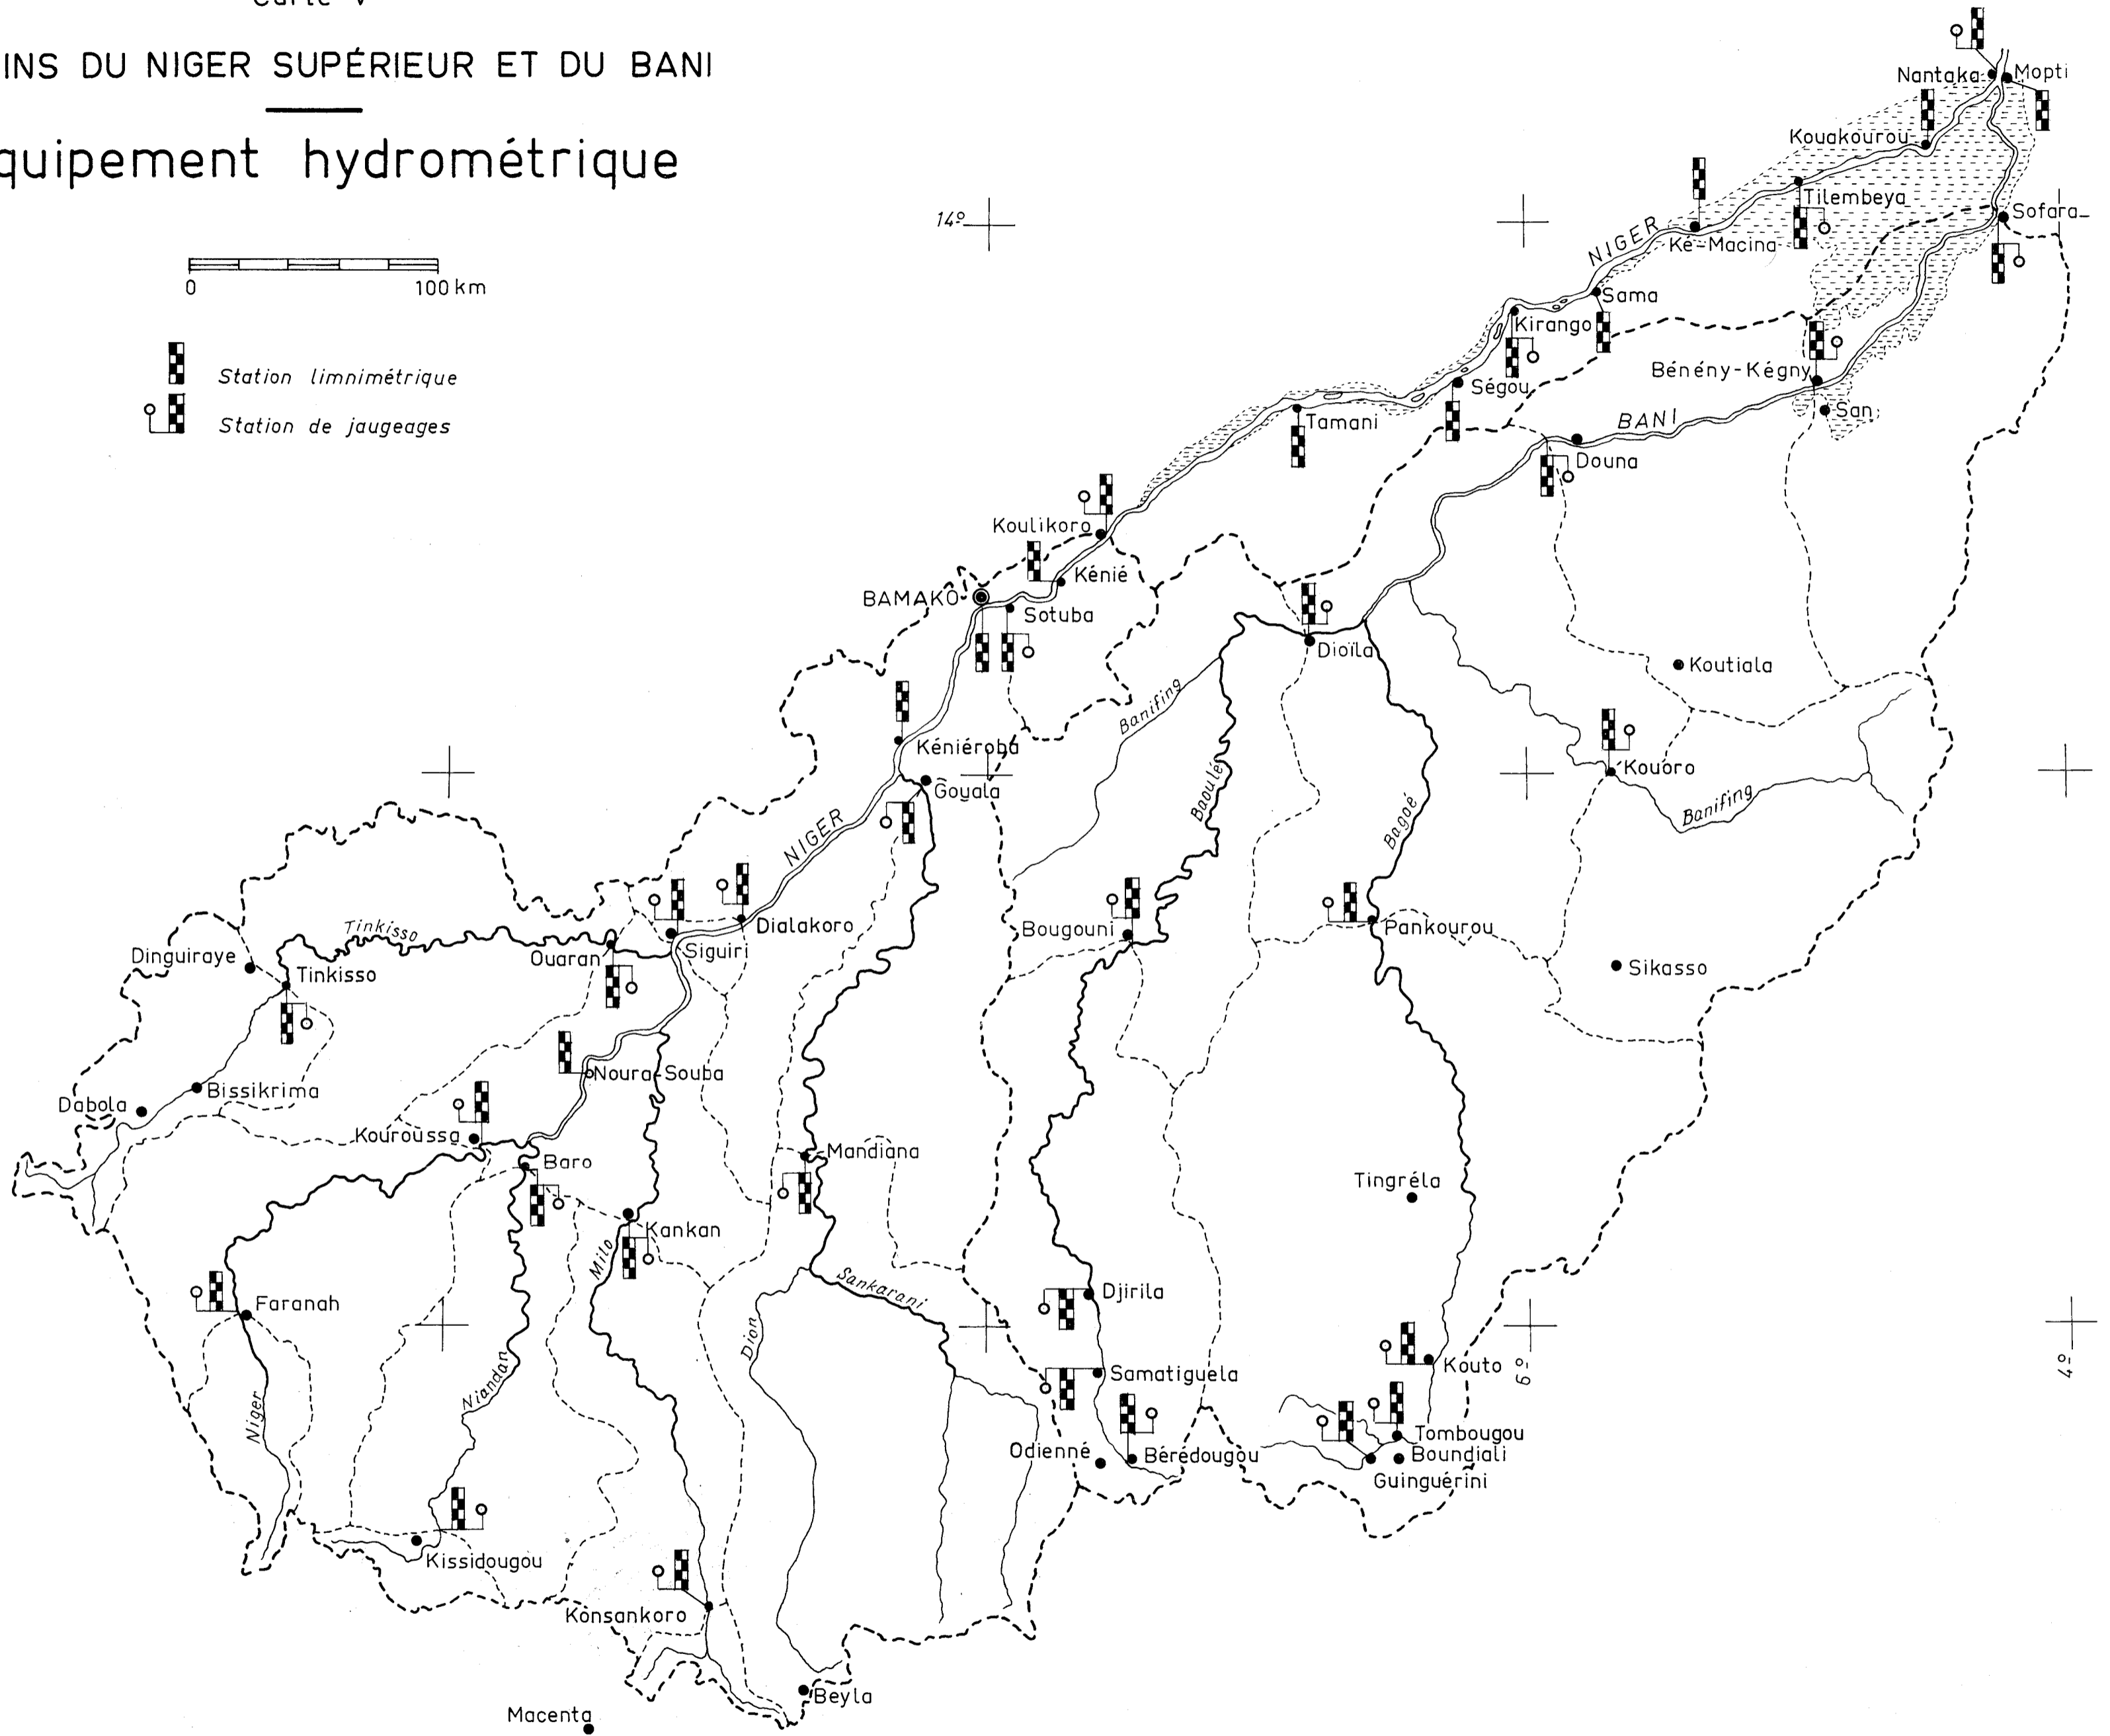 Carte V
INS DU NIGER SUPÉRIEUR ET DU BANI
quipement hydrométrique
0 100 km
Station limnimétrique
Station de jaugeages
14º
Nantaka
Mopti
Kouakourou
Tilembeya
Sofara
Ké-Macina
NIGER
Sama
Kirango
Bénény-Kégny
Ségou
San
Tamani
BANI
Douna
Koulikoro
Kénié
BAMAKO
Sotuba
Dioïla
Koutiala
Banifing
Kéniéroba
Kouoro
Goyala
Baoulé
Banifing
Bagoé
NIGER
Dialakoro
Tinkisso
Bougouni
Pankourou
Siguiri
Ouaran
Dinguiraye
Tinkisso
Sikasso
Noura-Souba
Bissikrima
Dabola
Kouroussa
Mandiana
Baro
Tingréla
Kankan
Milo
Sankarani
Djirila
Faranah
Dion
Kouto
6º
4º
Samatiguela
Niandan
Niger
Tombougou
Odienné
Bérédougou
Boundiali
Guinguérini
Kissidougou
Konsankoro
Beyla
Macenta